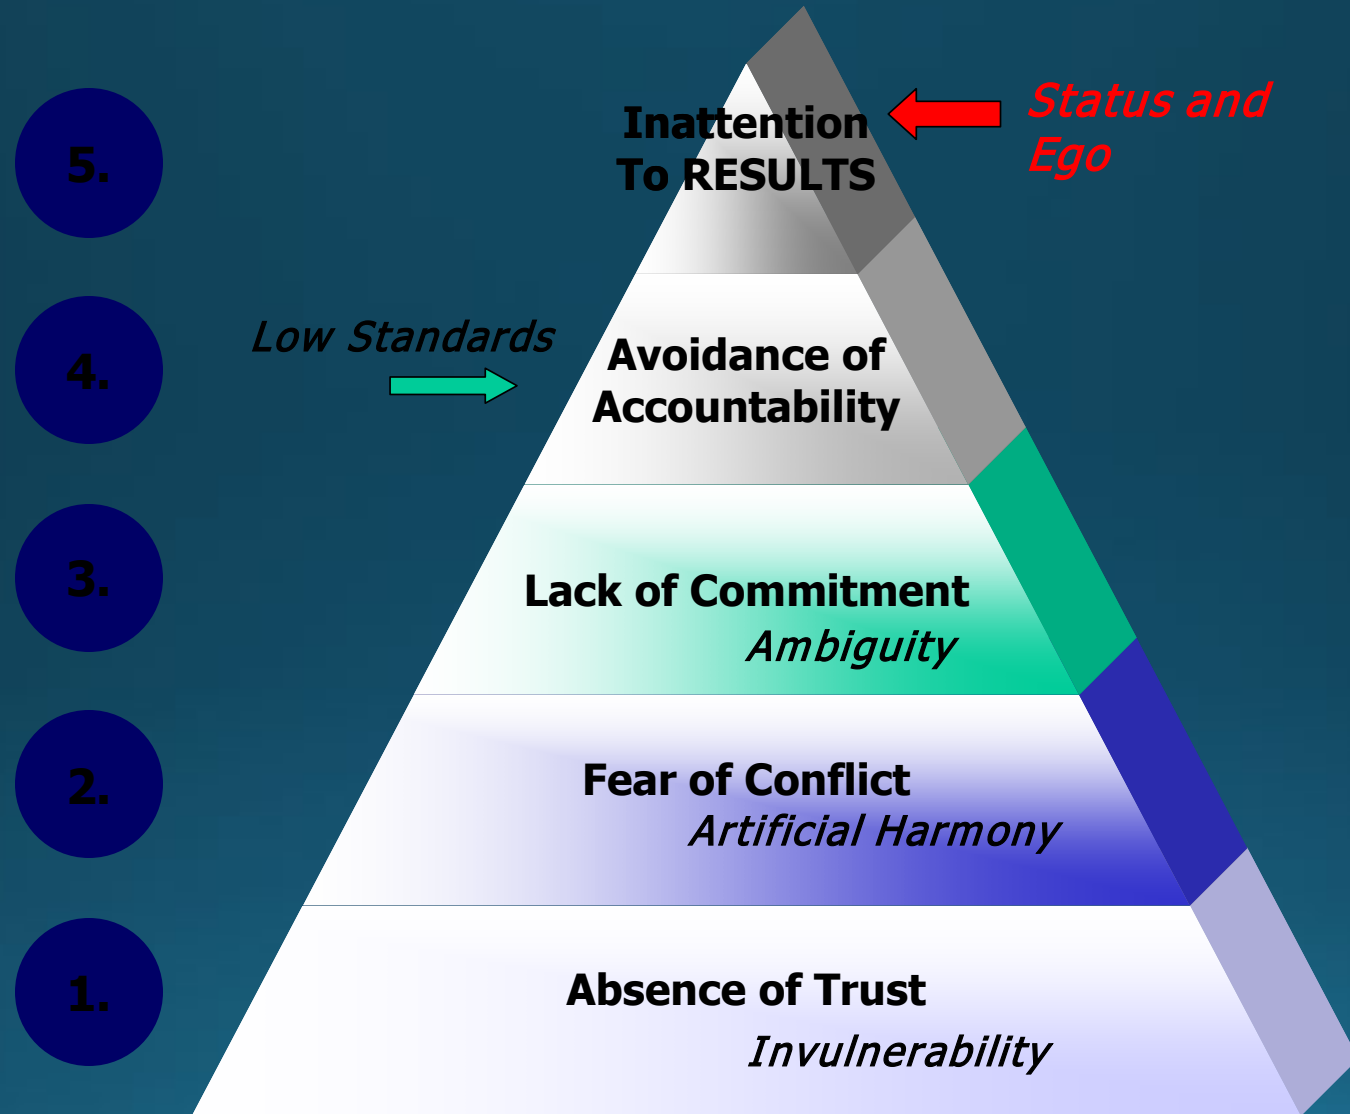 5.
Inattention
To RESULTS
Status and
Ego
4.
Low Standards
Avoidance of
Accountability
3.
Lack of Commitment
Ambiguity
2.
Fear of Conflict
Artificial Harmony
1.
Absence of Trust
Invulnerability